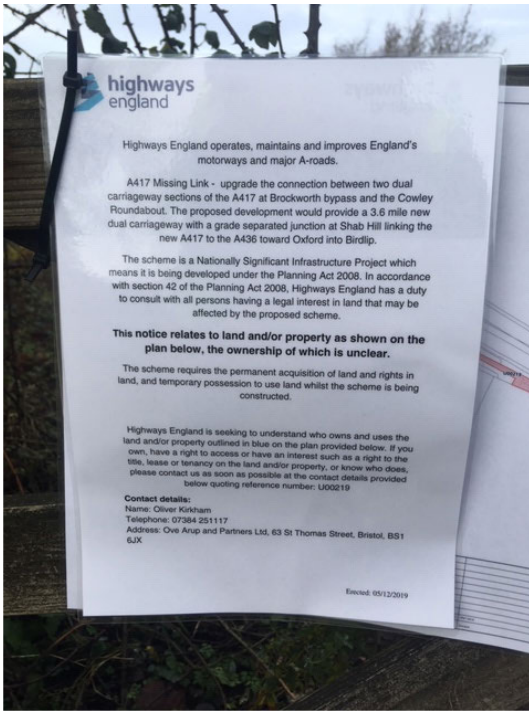 highways
england
Highways England operates, maintains and improves England's
motorways and major A-roads.
A417 Missing Link - upgrade the connection between two dual
carriageway sections of the A417 at Brockworth bypass and the Cowley
Roundabout. The proposed development would provide a 3.6 mile new
dual carriageway with a grade separated junction at Shab Hill linking the
new A417 to the A436 toward Oxford into Birdlip.
The scheme is a Nationally Significant Infrastructure Project which
means it is being developed under the Planning Act 2008. In accordance
with section 42 of the Planning Act 2008, Highways England has a duty
to consult with all persons having a legal interest in land that may be
affected by the proposed scheme.
This notice relates to land and/or property as shown on the
plan below, the ownership of which is unclear.
The scheme requires the permanent acquisition of land and rights in
land, and temporary possession to use land whilst the scheme is being
constructed.
Highways England is seeking to understand who owns and uses the
land and/or property outlined in blue on the plan provided below. If you
own, have a right to access or have an interest such as a right to the
title, lease or tenancy on the land and/or property, or know who does,
please contact us as soon as possible at the contact details provided
below quoting reference number: U00219
Contact details:
Name: Oliver Kirkham
Telephone: 07384 251117
Address: Ove Arup and Partners Ltd, 63 St Thomas Street, Bristol, BS1
6JX
Erected: 05/12/2019
U00219